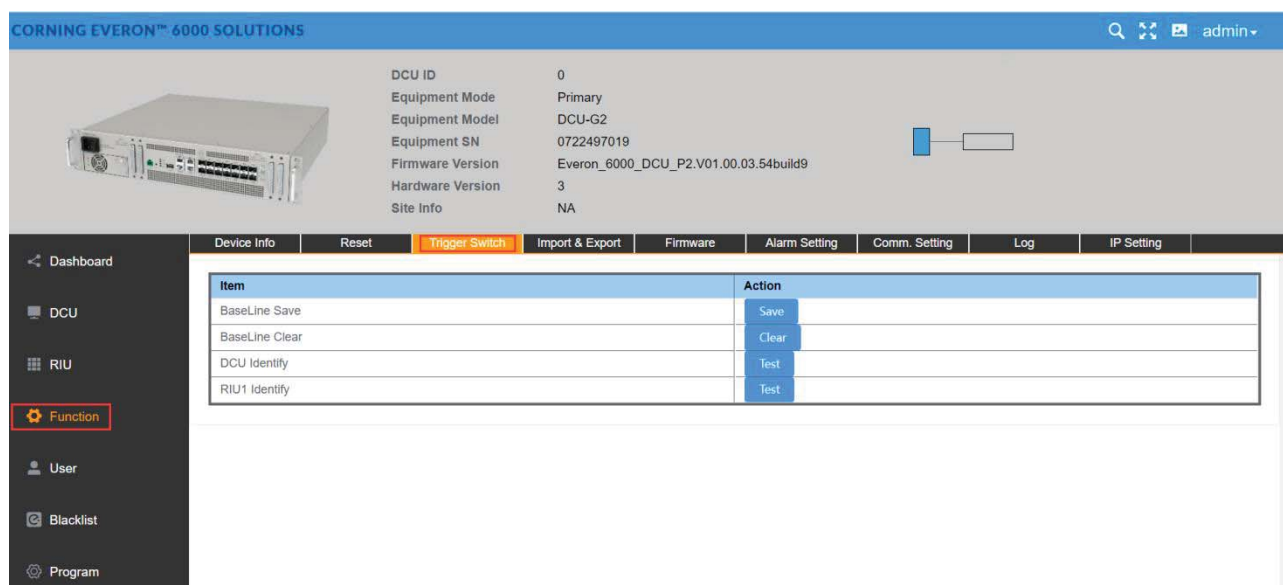 CORNING EVERON™ 6000 SOLUTIONS
admin
DCU ID 0
Equipment Mode Primary
Equipment Model DCU-G2
Equipment SN 0722497019
Firmware Version Everon_6000_DCU_P2.V01.00.03.54build9
Hardware Version 3
Site Info NA
Device Info Reset Trigger Switch Import & Export Firmware Alarm Setting Comm. Setting Log IP Setting
Dashboard
DCU
RIU
Function
User
Blacklist
Program
Item Action
BaseLine Save Save
BaseLine Clear Clear
DCU Identify Test
RIU1 Identify Test